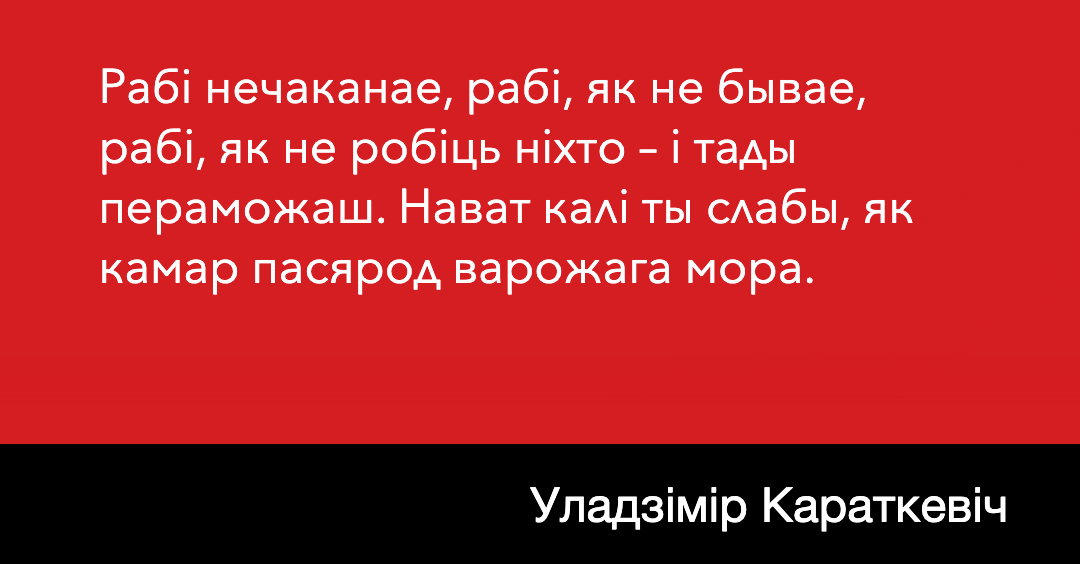 Рабі нечаканае, рабі, як не бывае,
рабі, як не робіць ніхто – і тады
пераможаш. Нават калі ты слабы, як
камар пасярод варожага мора.
Уладзімір Караткевіч